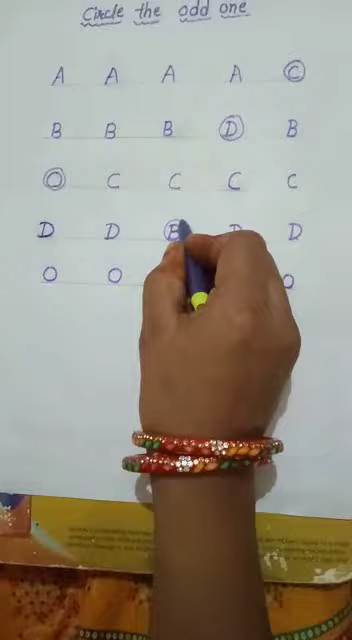 Circle the odd one
A A A A C
B B B D B
O C C C C
D D B D D
O O O